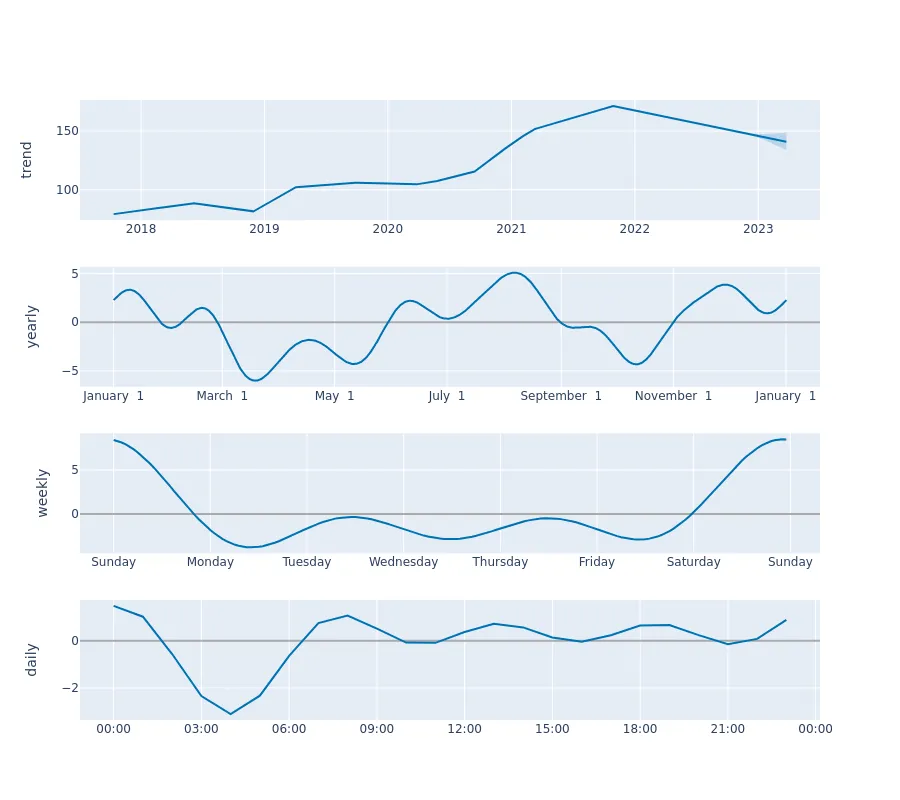 trend
150
100
2018 2019 2020 2021 2022 2023
yearly
5
0
−5
January 1 March 1 May 1 July 1 September 1 November 1 January 1
weekly
5
0
Sunday Monday Tuesday Wednesday Thursday Friday Saturday Sunday
daily
0
−2
00:00 03:00 06:00 09:00 12:00 15:00 18:00 21:00 00:00